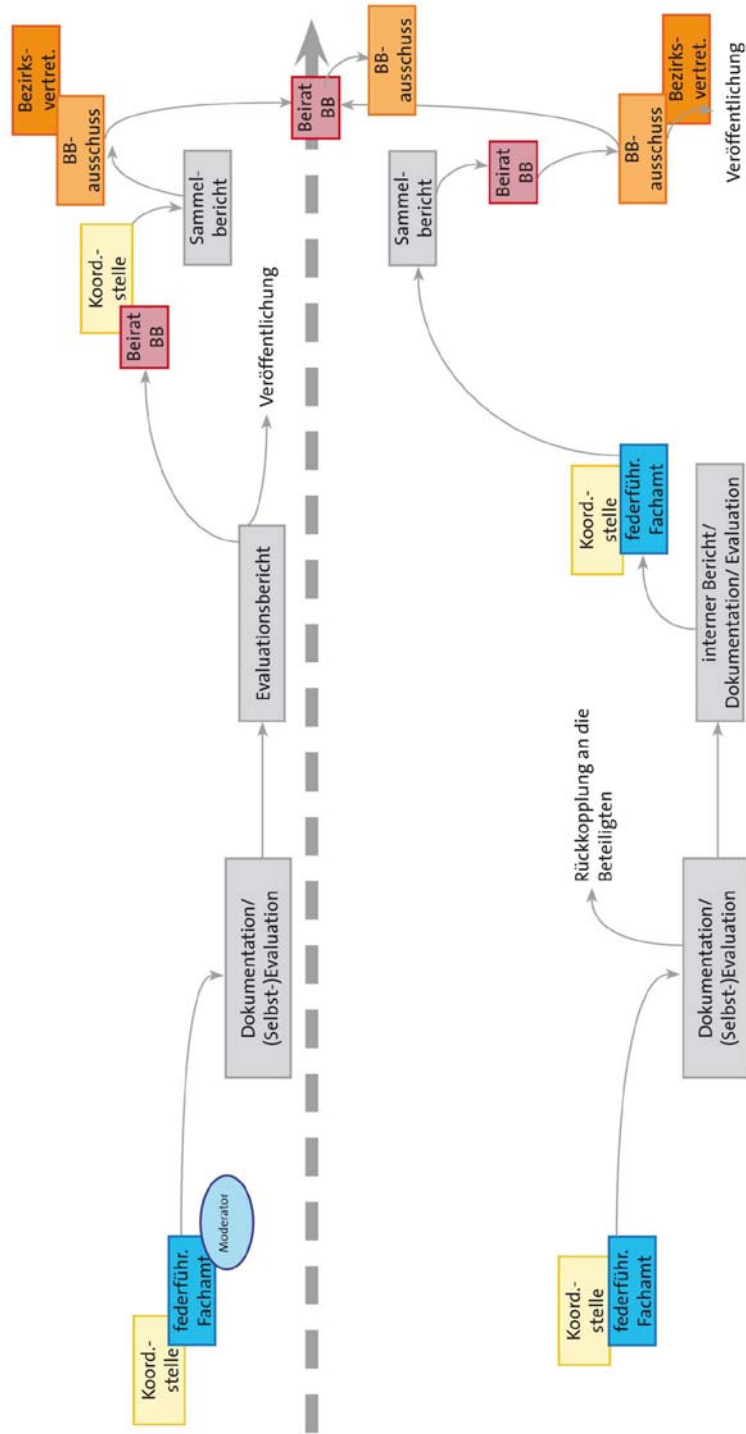 Koord.-
stelle
federführ.
Fachamt
Moderator
Dokumentation/
(Selbst-)Evaluation
Evaluationsbericht
Veröffentlichung
Beirat
BB
Koord.-
stelle
Sammel-
bericht
BB-
ausschuss
Bezirks-
vertret.
Beirat
BB
BB-
ausschuss
Koord.-
stelle
federführ.
Fachamt
Dokumentation/
(Selbst-)Evaluation
Rückkopplung an die
Beteiligten
interner Bericht/
Dokumentation/ Evaluation
Koord.-
stelle
federführ.
Fachamt
Sammel-
bericht
Beirat
BB
BB-
ausschuss
Bezirks-
vertret.
Veröffentlichung